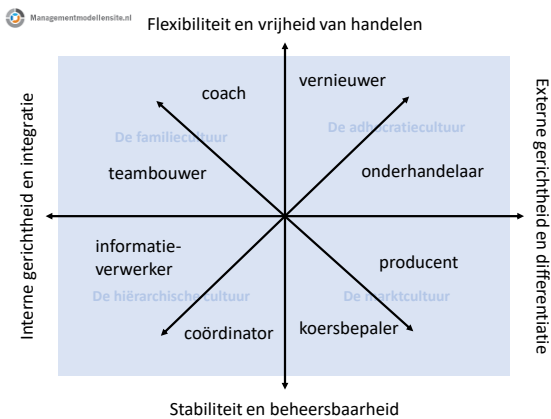 Managementmodellensite.nl
Flexibiliteit en vrijheid van handelen
coach
vernieuwer
De familiecultuur
De adhocratiecultuur
teambouwer
onderhandelaar
Interne gerichtheid en integratie
Externe gerichtheid en differentiatie
informatie-
verwerker
producent
De hiërarchische cultuur
De marktcultuur
coördinator
koersbepaler
Stabiliteit en beheersbaarheid